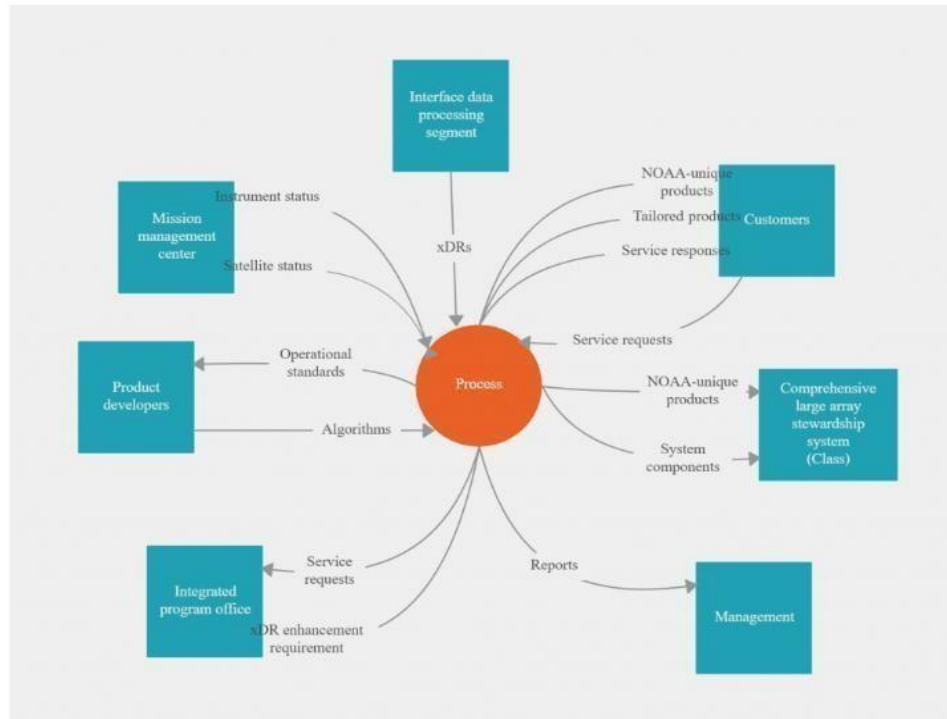 Interface data
processing
segment
NOAA-unique
products
Instrument status
Mission
management
center
Tailored products
Customers
xDRs
Service responses
Satellite status
Service requests
Operational
standards
Process
Product
developers
NOAA-unique
products
Comprehensive
large array
stewardship
system
(Class)
Algorithms
System
components
Service
requests
Reports
Integrated
program office
xDR enhancement
requirement
Management